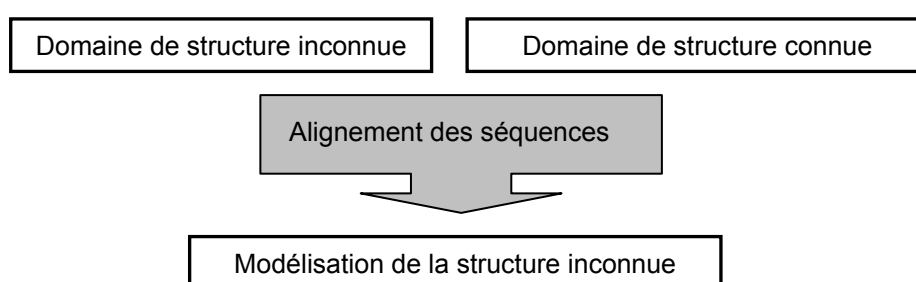 Domaine de structure inconnue
Domaine de structure connue
Alignement des séquences
Modélisation de la structure inconnue